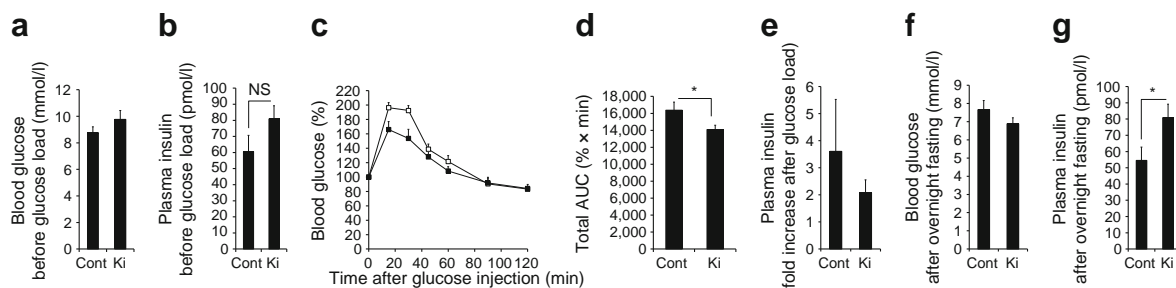 a
Blood glucose
before glucose load (mmol/l)
12
10
8
6
4
2
0
Cont Ki
b
Plasma insulin
before glucose load (pmol/l)
100
90
80
70
60
50
40
30
20
10
0
NS
Cont Ki
c
Blood glucose (%)
220
200
180
160
140
120
100
80
60
40
20
0
0 20 40 60 80 100 120
Time after glucose injection (min)
d
Total AUC (% × min)
18,000
16,000
14,000
12,000
10,000
8,000
6,000
4,000
2,000
0
*
Cont Ki
e
Plasma insulin
fold increase after glucose load)
6
5
4
3
2
1
0
Cont Ki
f
Blood glucose
after overnight fasting (mmol/l)
9
8
7
6
5
4
3
2
1
0
Cont Ki
g
Plasma insulin
after overnight fasting (pmol/l)
100
90
80
70
60
50
40
30
20
10
0
*
Cont Ki